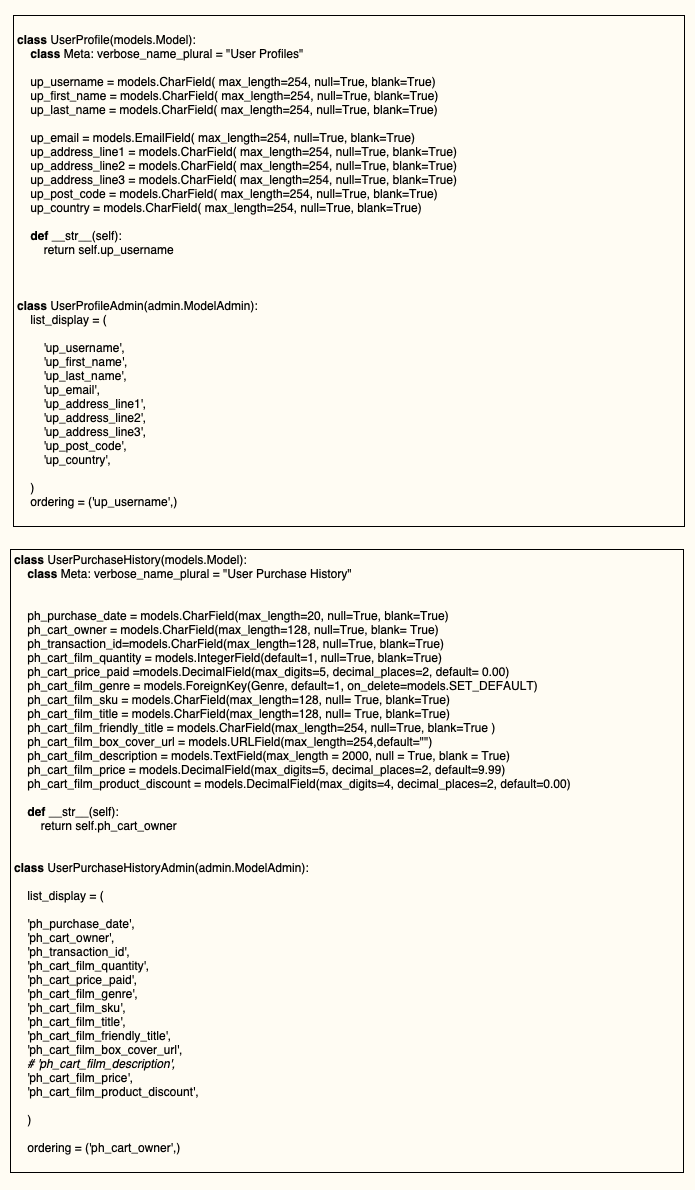 class UserProfile(models.Model):
class Meta: verbose_name_plural = "User Profiles"
up_username = models.CharField( max_length=254, null=True, blank=True)
up_first_name = models.CharField( max_length=254, null=True, blank=True)
up_last_name = models.CharField( max_length=254, null=True, blank=True)
up_email = models.EmailField( max_length=254, null=True, blank=True)
up_address_line1 = models.CharField( max_length=254, null=True, blank=True)
up_address_line2 = models.CharField( max_length=254, null=True, blank=True)
up_address_line3 = models.CharField( max_length=254, null=True, blank=True)
up_post_code = models.CharField( max_length=254, null=True, blank=True)
up_country = models.CharField( max_length=254, null=True, blank=True)
def __str__(self):
return self.up_username
class UserProfileAdmin(admin.ModelAdmin):
list_display = (
'up_username',
'up_first_name',
'up_last_name',
'up_email',
'up_address_line1',
'up_address_line2',
'up_address_line3',
'up_post_code',
'up_country',
)
ordering = ('up_username',)
class UserPurchaseHistory(models.Model):
class Meta: verbose_name_plural = "User Purchase History"
ph_purchase_date = models.CharField(max_length=20, null=True, blank=True)
ph_cart_owner = models.CharField(max_length=128, null=True, blank= True)
ph_transaction_id=models.CharField(max_length=128, null=True, blank=True)
ph_cart_film_quantity = models.IntegerField(default=1, null=True, blank=True)
ph_cart_price_paid =models.DecimalField(max_digits=5, decimal_places=2, default= 0.00)
ph_cart_film_genre = models.ForeignKey(Genre, default=1, on_delete=models.SET_DEFAULT)
ph_cart_film_sku = models.CharField(max_length=128, null= True, blank=True)
ph_cart_film_title = models.CharField(max_length=128, null= True, blank=True)
ph_cart_film_friendly_title = models.CharField(max_length=254, null=True, blank=True )
ph_cart_film_box_cover_url = models.URLField(max_length=254,default="")
ph_cart_film_description = models.TextField(max_length = 2000, null = True, blank = True)
ph_cart_film_price = models.DecimalField(max_digits=5, decimal_places=2, default=9.99)
ph_cart_film_product_discount = models.DecimalField(max_digits=4, decimal_places=2, default=0.00)
def __str__(self):
return self.ph_cart_owner
class UserPurchaseHistoryAdmin(admin.ModelAdmin):
list_display = (
'ph_purchase_date',
'ph_cart_owner',
'ph_transaction_id',
'ph_cart_film_quantity',
'ph_cart_price_paid',
'ph_cart_film_genre',
'ph_cart_film_sku',
'ph_cart_film_title',
'ph_cart_film_friendly_title',
'ph_cart_film_box_cover_url',
# 'ph_cart_film_description',
'ph_cart_film_price',
'ph_cart_film_product_discount',
)
ordering = ('ph_cart_owner',)